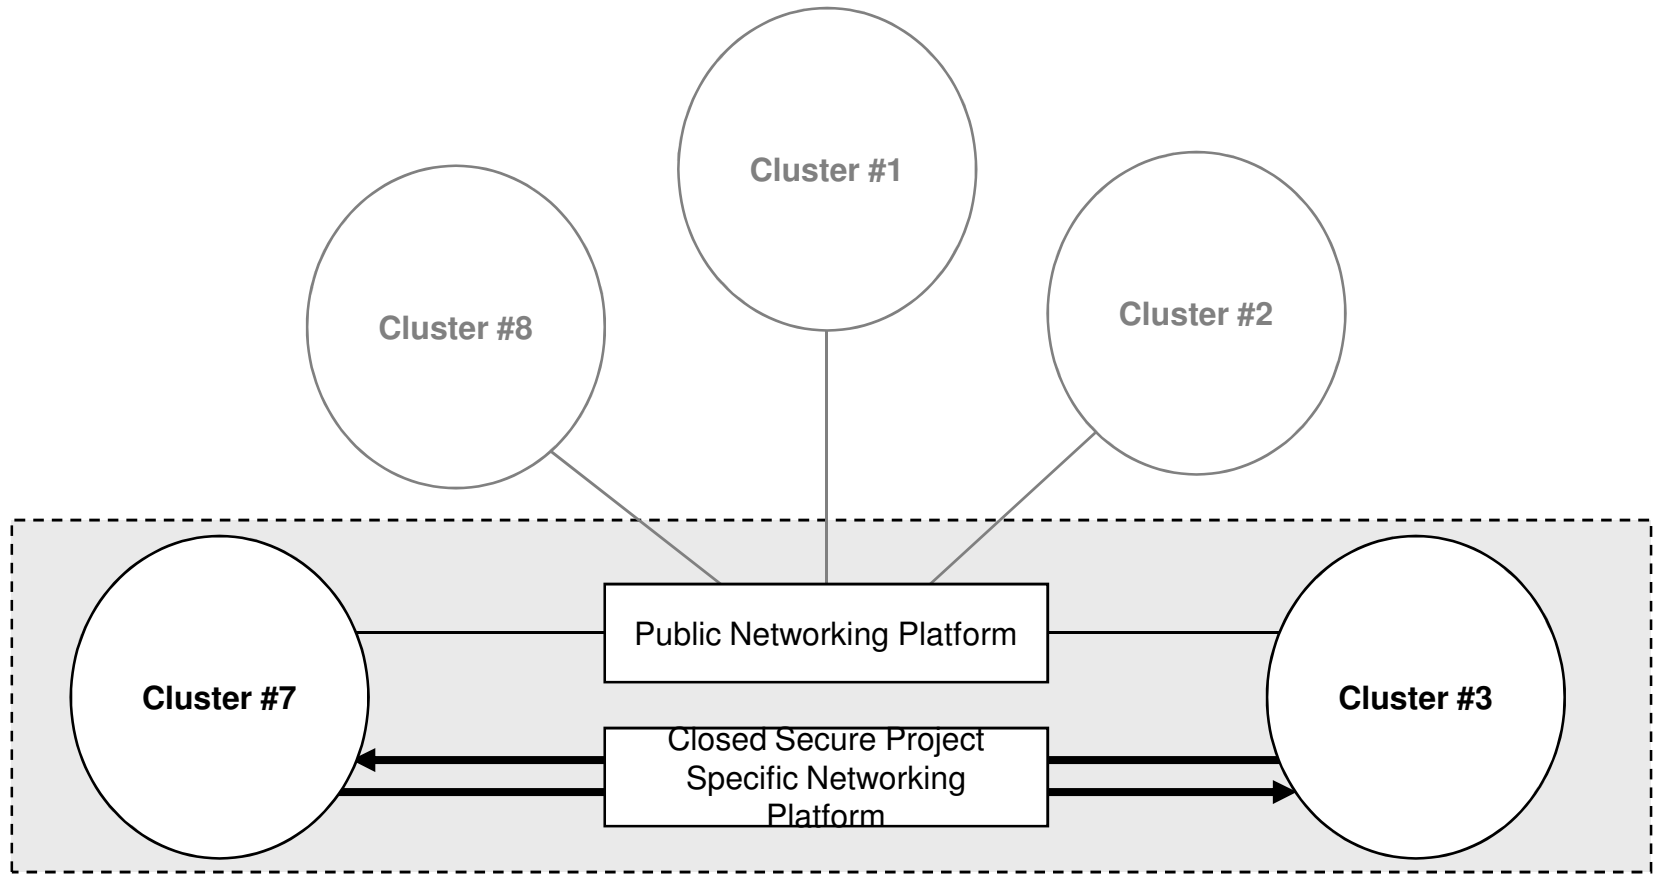 Cluster #1
Cluster #2
Cluster #8
Public Networking Platform
Cluster #7
Cluster #3
Closed Secure Project
Specific Networking
Platform